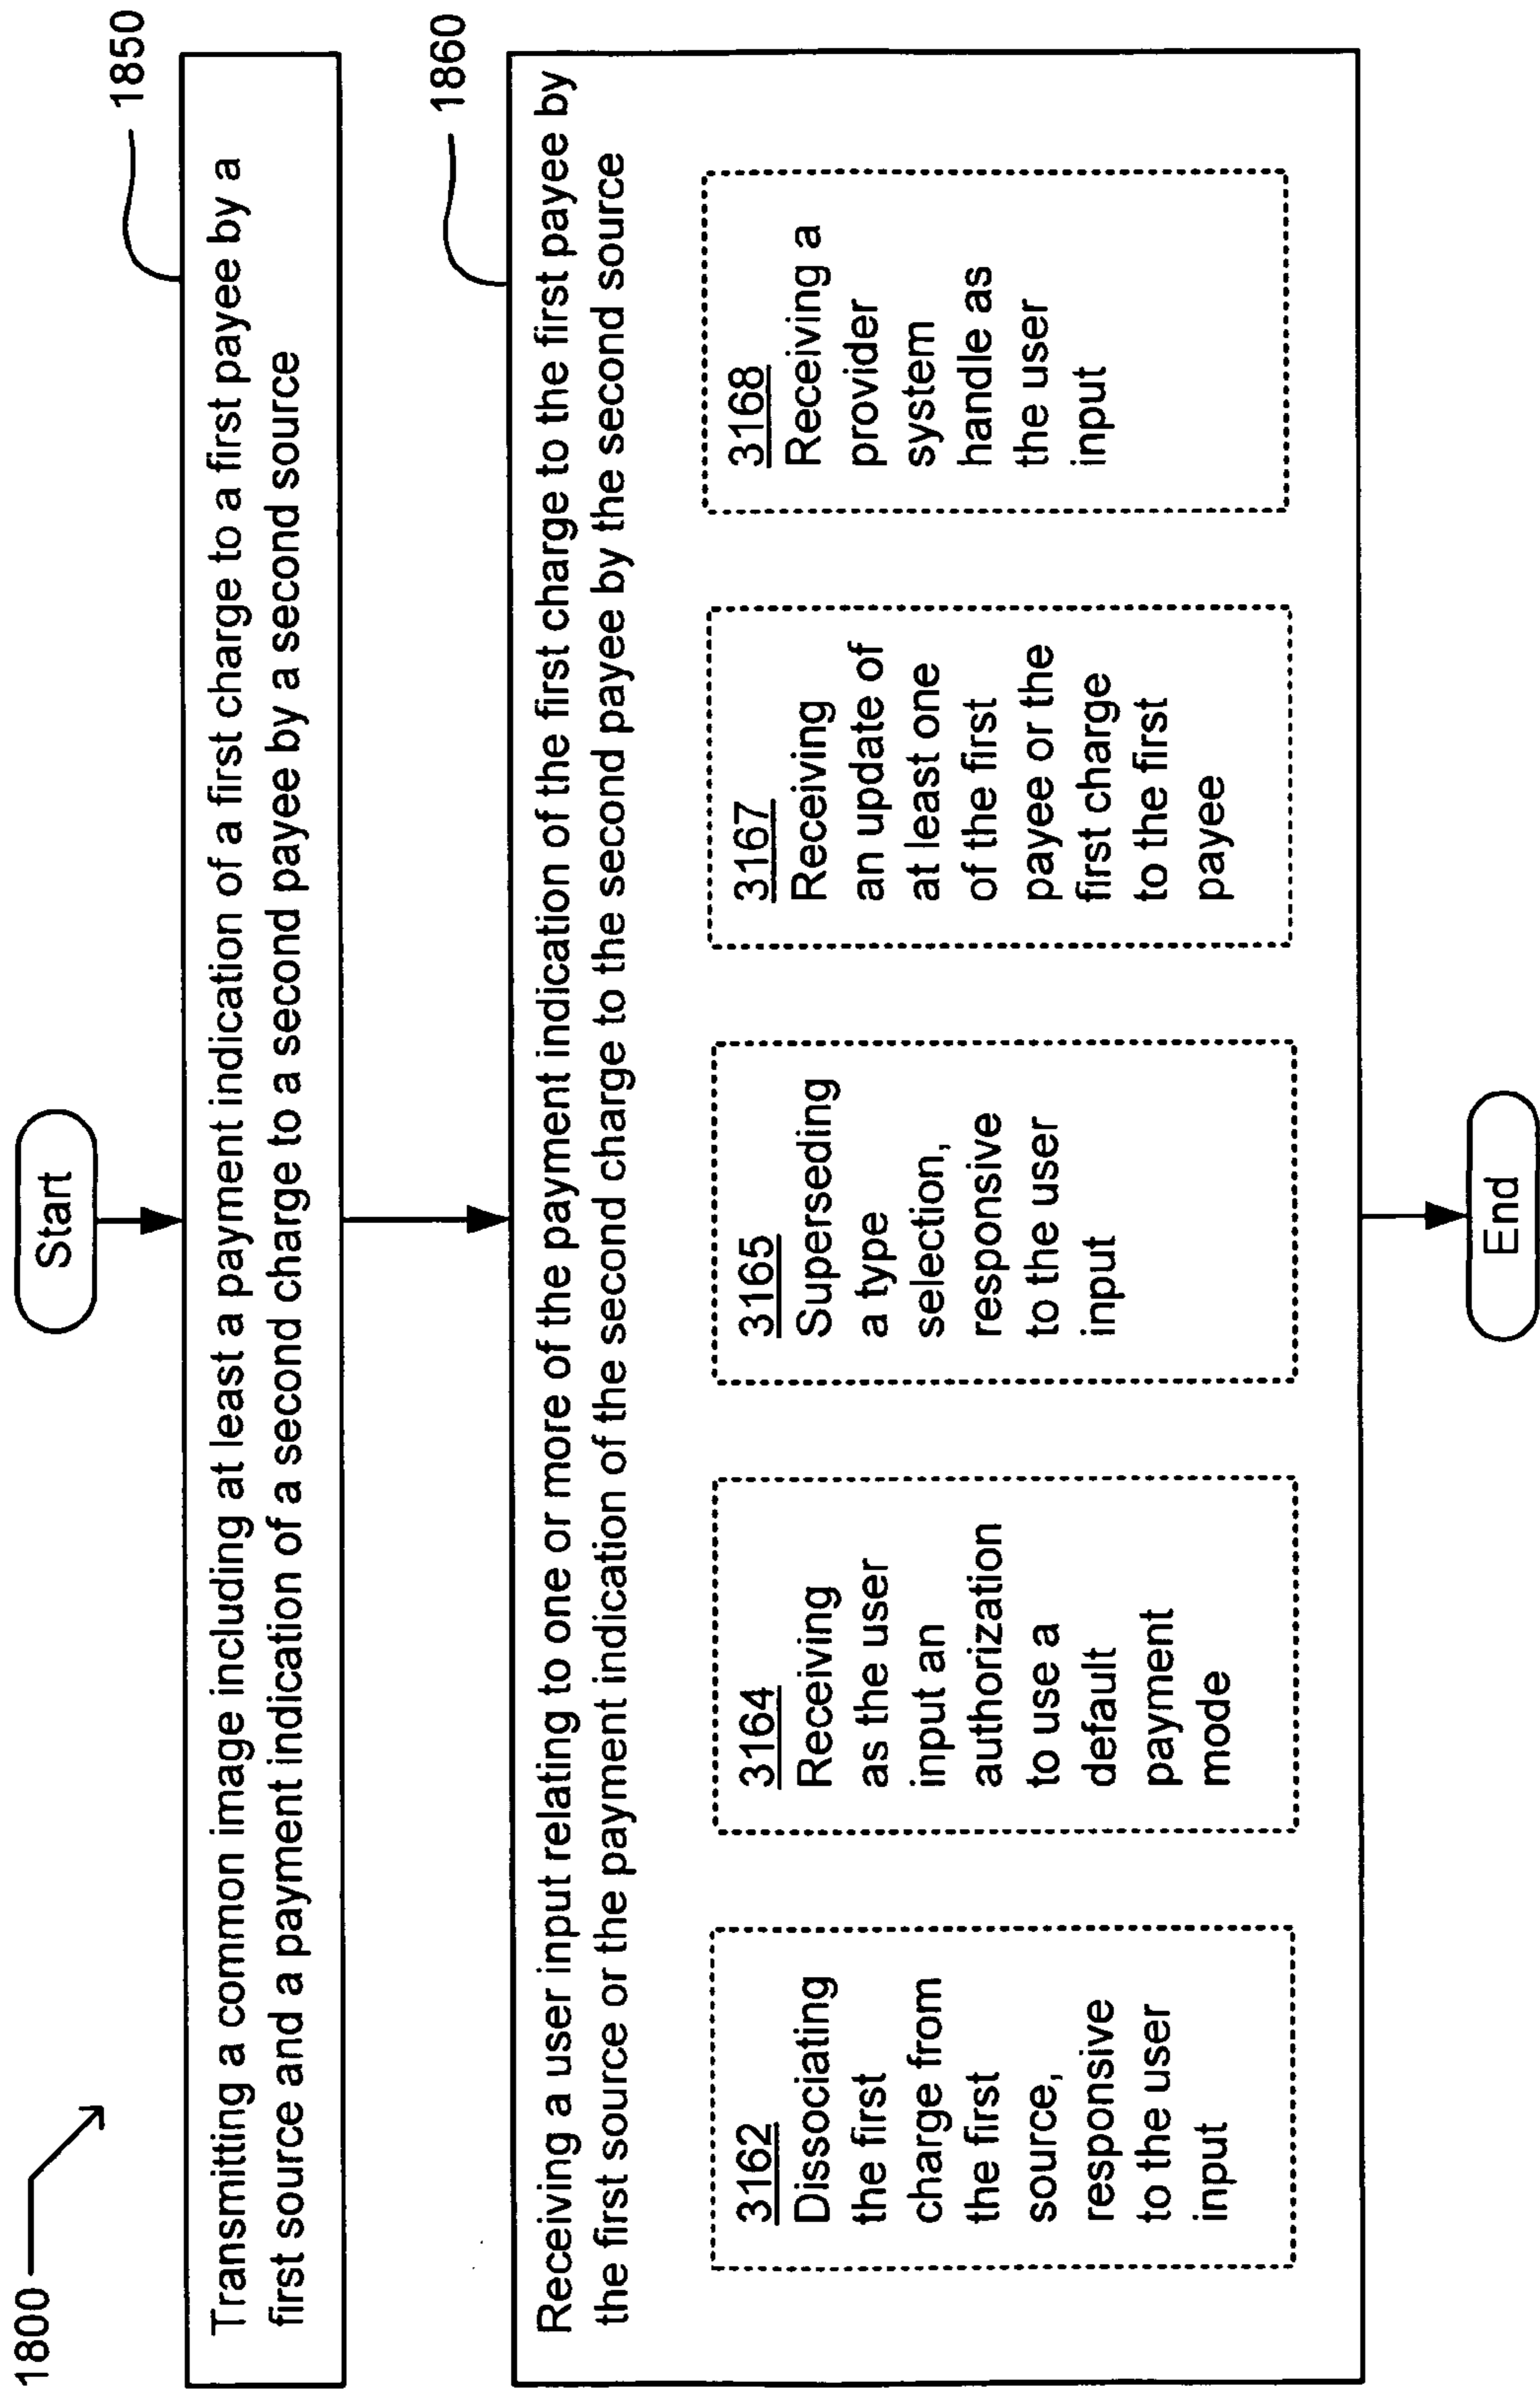 1800
Start
1850
Transmitting a common image including at least a payment indication of a first charge to a first payee by a
first source and a payment indication of a second charge to a second payee by a second source
1860
Receiving a user input relating to one or more of the payment indication of the first charge to the first payee by
the first source or the payment indication of the second charge to the second payee by the second source
3162
Dissociating
the first
charge from
the first
source,
responsive
to the user
input
3164
Receiving
as the user
input an
authorization
to use a
default
payment
mode
3165
Superseding
a type
selection,
responsive
to the user
input
3167
Receiving
an update of
at least one
of the first
payee or the
first charge
to the first
payee
3168
Receiving a
provider
system
handle as
the user
input
End